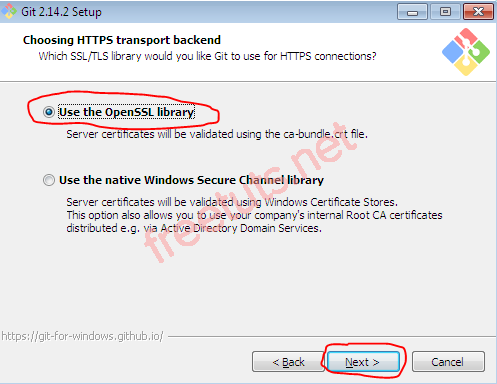 Git 2.14.2 Setup
Choosing HTTPS transport backend
Which SSL/TLS library would you like Git to use for HTTPS connections?
Use the OpenSSL library
Server certificates will be validated using the ca-bundle.crt file.
Use the native Windows Secure Channel library
Server certificates will be validated using Windows Certificate Stores.
This option also allows you to use your company's internal Root CA certificates
distributed e.g. via Active Directory Domain Services.
freetuts.net
https://git-for-windows.github.io/
< Back
Next >
Cancel